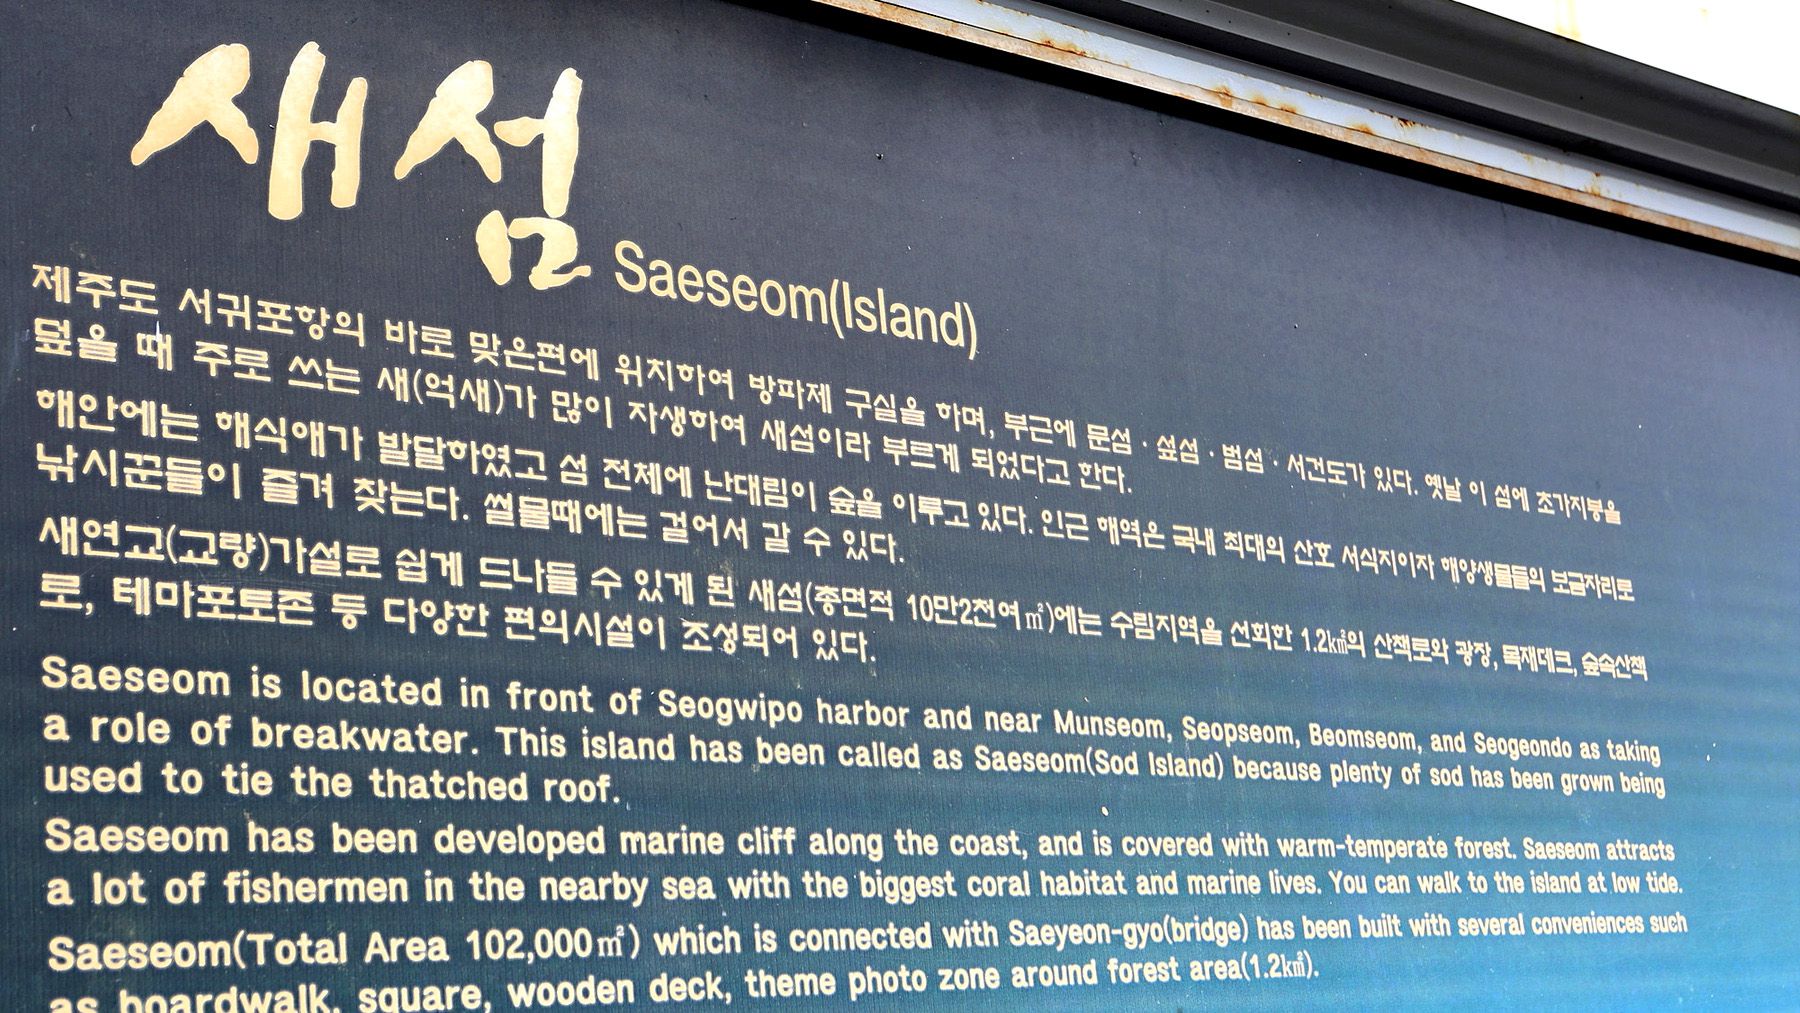 새섬 Saeseom(Island)
제주도 서귀포항의 바로 맞은편에 위치하여 방파제 구실을 하며, 부근에 문섬 · 섶섬 · 범섬 · 서건도가 있다. 옛날 이 섬에 초가지붕을
덮을 때 주로 쓰는 새(억새)가 많이 자생하여 새섬이라 부르게 되었다고 한다.
해안에는 해식애가 발달하였고 섬 전체에 난대림이 숲을 이루고 있다. 인근 해역은 국내 최대의 산호 서식지이자 해양생물들의 보금자리로
낚시꾼들이 즐겨 찾는다. 썰물때에는 걸어서 갈 수 있다.
새연교(교량)가설로 쉽게 드나들 수 있게 된 새섬(총면적 10만2천여㎡)에는 수림지역을 선회한 1.2㎢의 산책로와 광장, 목재데크, 숲속산책
로, 테마포토존 등 다양한 편의시설이 조성되어 있다.
Saeseom is located in front of Seogwipo harbor and near Munseom, Seopseom, Beomseom, and Seogeondo as taking
a role of breakwater. This island has been called as Saeseom(Sod Island) because plenty of sod has been grown being
used to tie the thatched roof.
Saeseom has been developed marine cliff along the coast, and is covered with warm-temperate forest. Saeseom attracts
a lot of fishermen in the nearby sea with the biggest coral habitat and marine lives. You can walk to the island at low tide.
Saeseom(Total Area 102,000㎡) which is connected with Saeyeon-gyo(bridge) has been built with several conveniences such
as boardwalk, square, wooden deck, theme photo zone around forest area(1.2㎢).